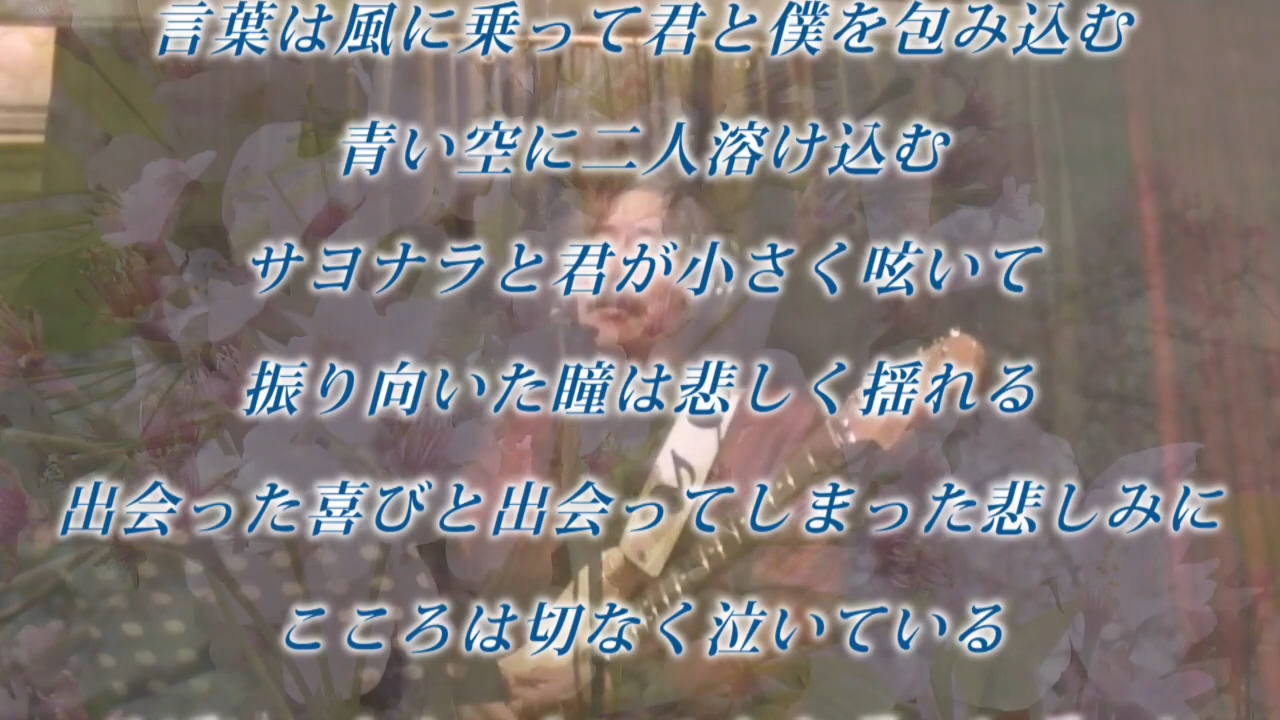 言葉は風に乗って君と僕を包み込む
青い空に二人溶け込む
サヨナラと君が小さく呟いて
振り向いた瞳は悲しく揺れる
出会った喜びと出会ってしまった悲しみに
こころは切なく泣いている